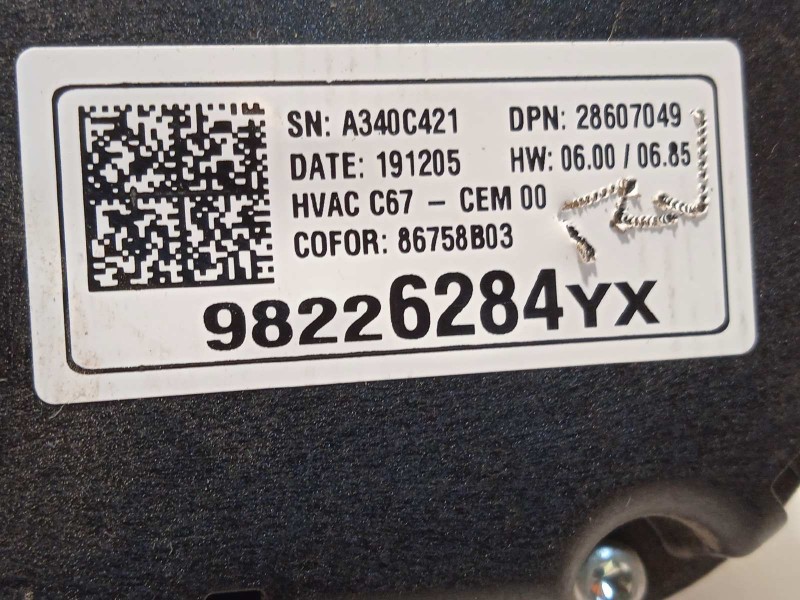 SN: A340C421 DPN: 28607049
DATE: 191205 HW: 06.00 / 06.85
HVAC C67 - CEM 00
COFOR: 86758B03
98226284YX